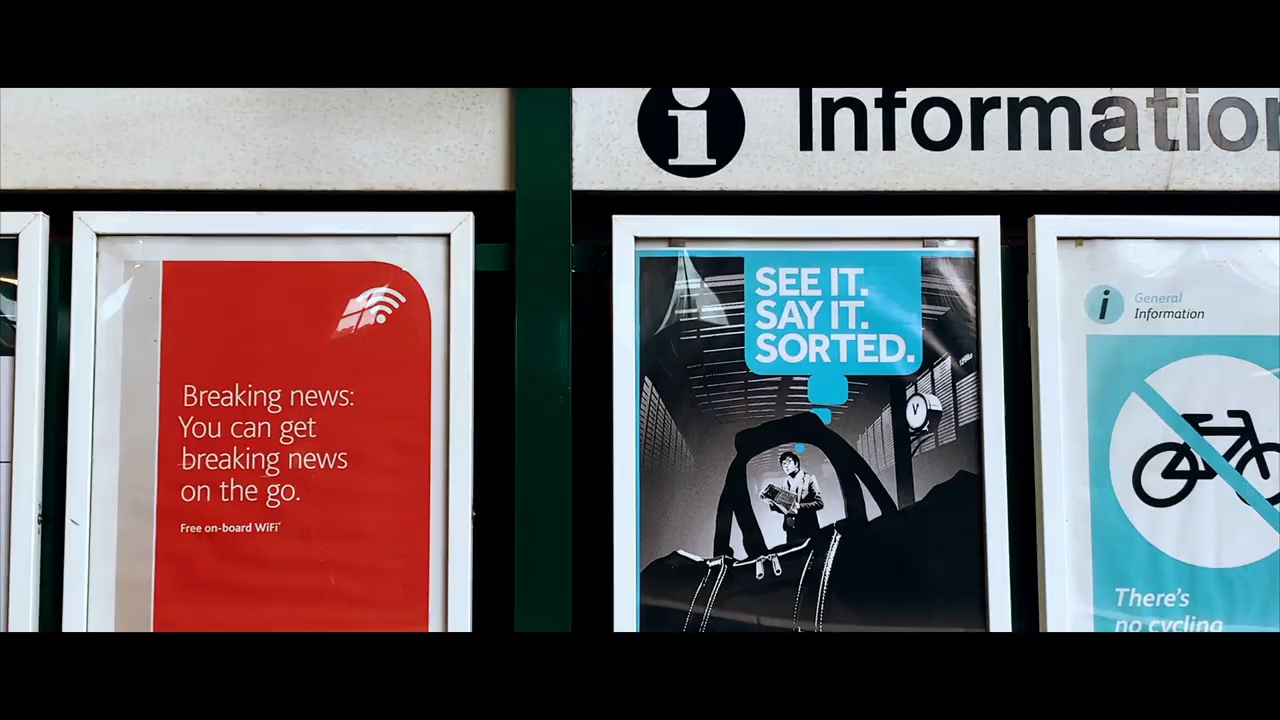 Information
Breaking news:
You can get
breaking news
on the go.
Free on-board WiFi*
SEE IT.
SAY IT.
SORTED.
i
General
Information
There's
no cycling